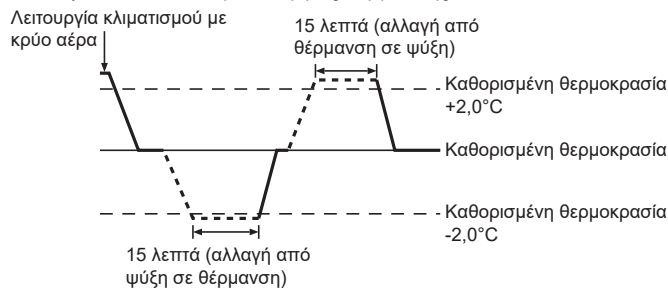 Λειτουργία κλιματισμού με
κρύο αέρα
15 λεπτά (αλλαγή από
θέρμανση σε ψύξη)
Καθορισμένη θερμοκρασία
+2,0°C
Καθορισμένη θερμοκρασία
Καθορισμένη θερμοκρασία
-2,0°C
15 λεπτά (αλλαγή από
ψύξη σε θέρμανση)